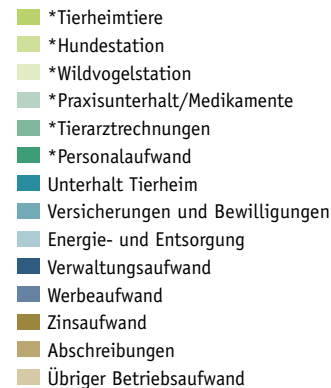 *Tierheimtiere
*Hundestation
*Wildvogelstation
*Praxisunterhalt/Medikamente
*Tierarztrechnungen
*Personalaufwand
Unterhalt Tierheim
Versicherungen und Bewilligungen
Energie- und Entsorgung
Verwaltungsaufwand
Werbeaufwand
Zinsaufwand
Abschreibungen
Übriger Betriebsaufwand